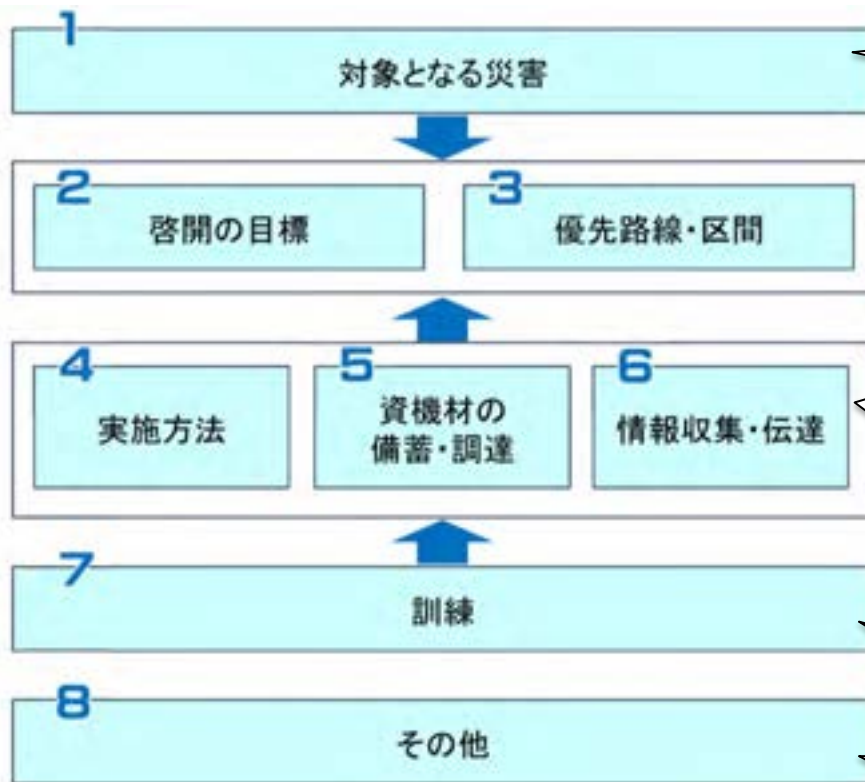 1
対象となる災害
2
啓開の目標
3
優先路線・区間
4
実施方法
5
資機材の
備蓄・調達
6
情報収集・伝達
7
訓練
8
その他